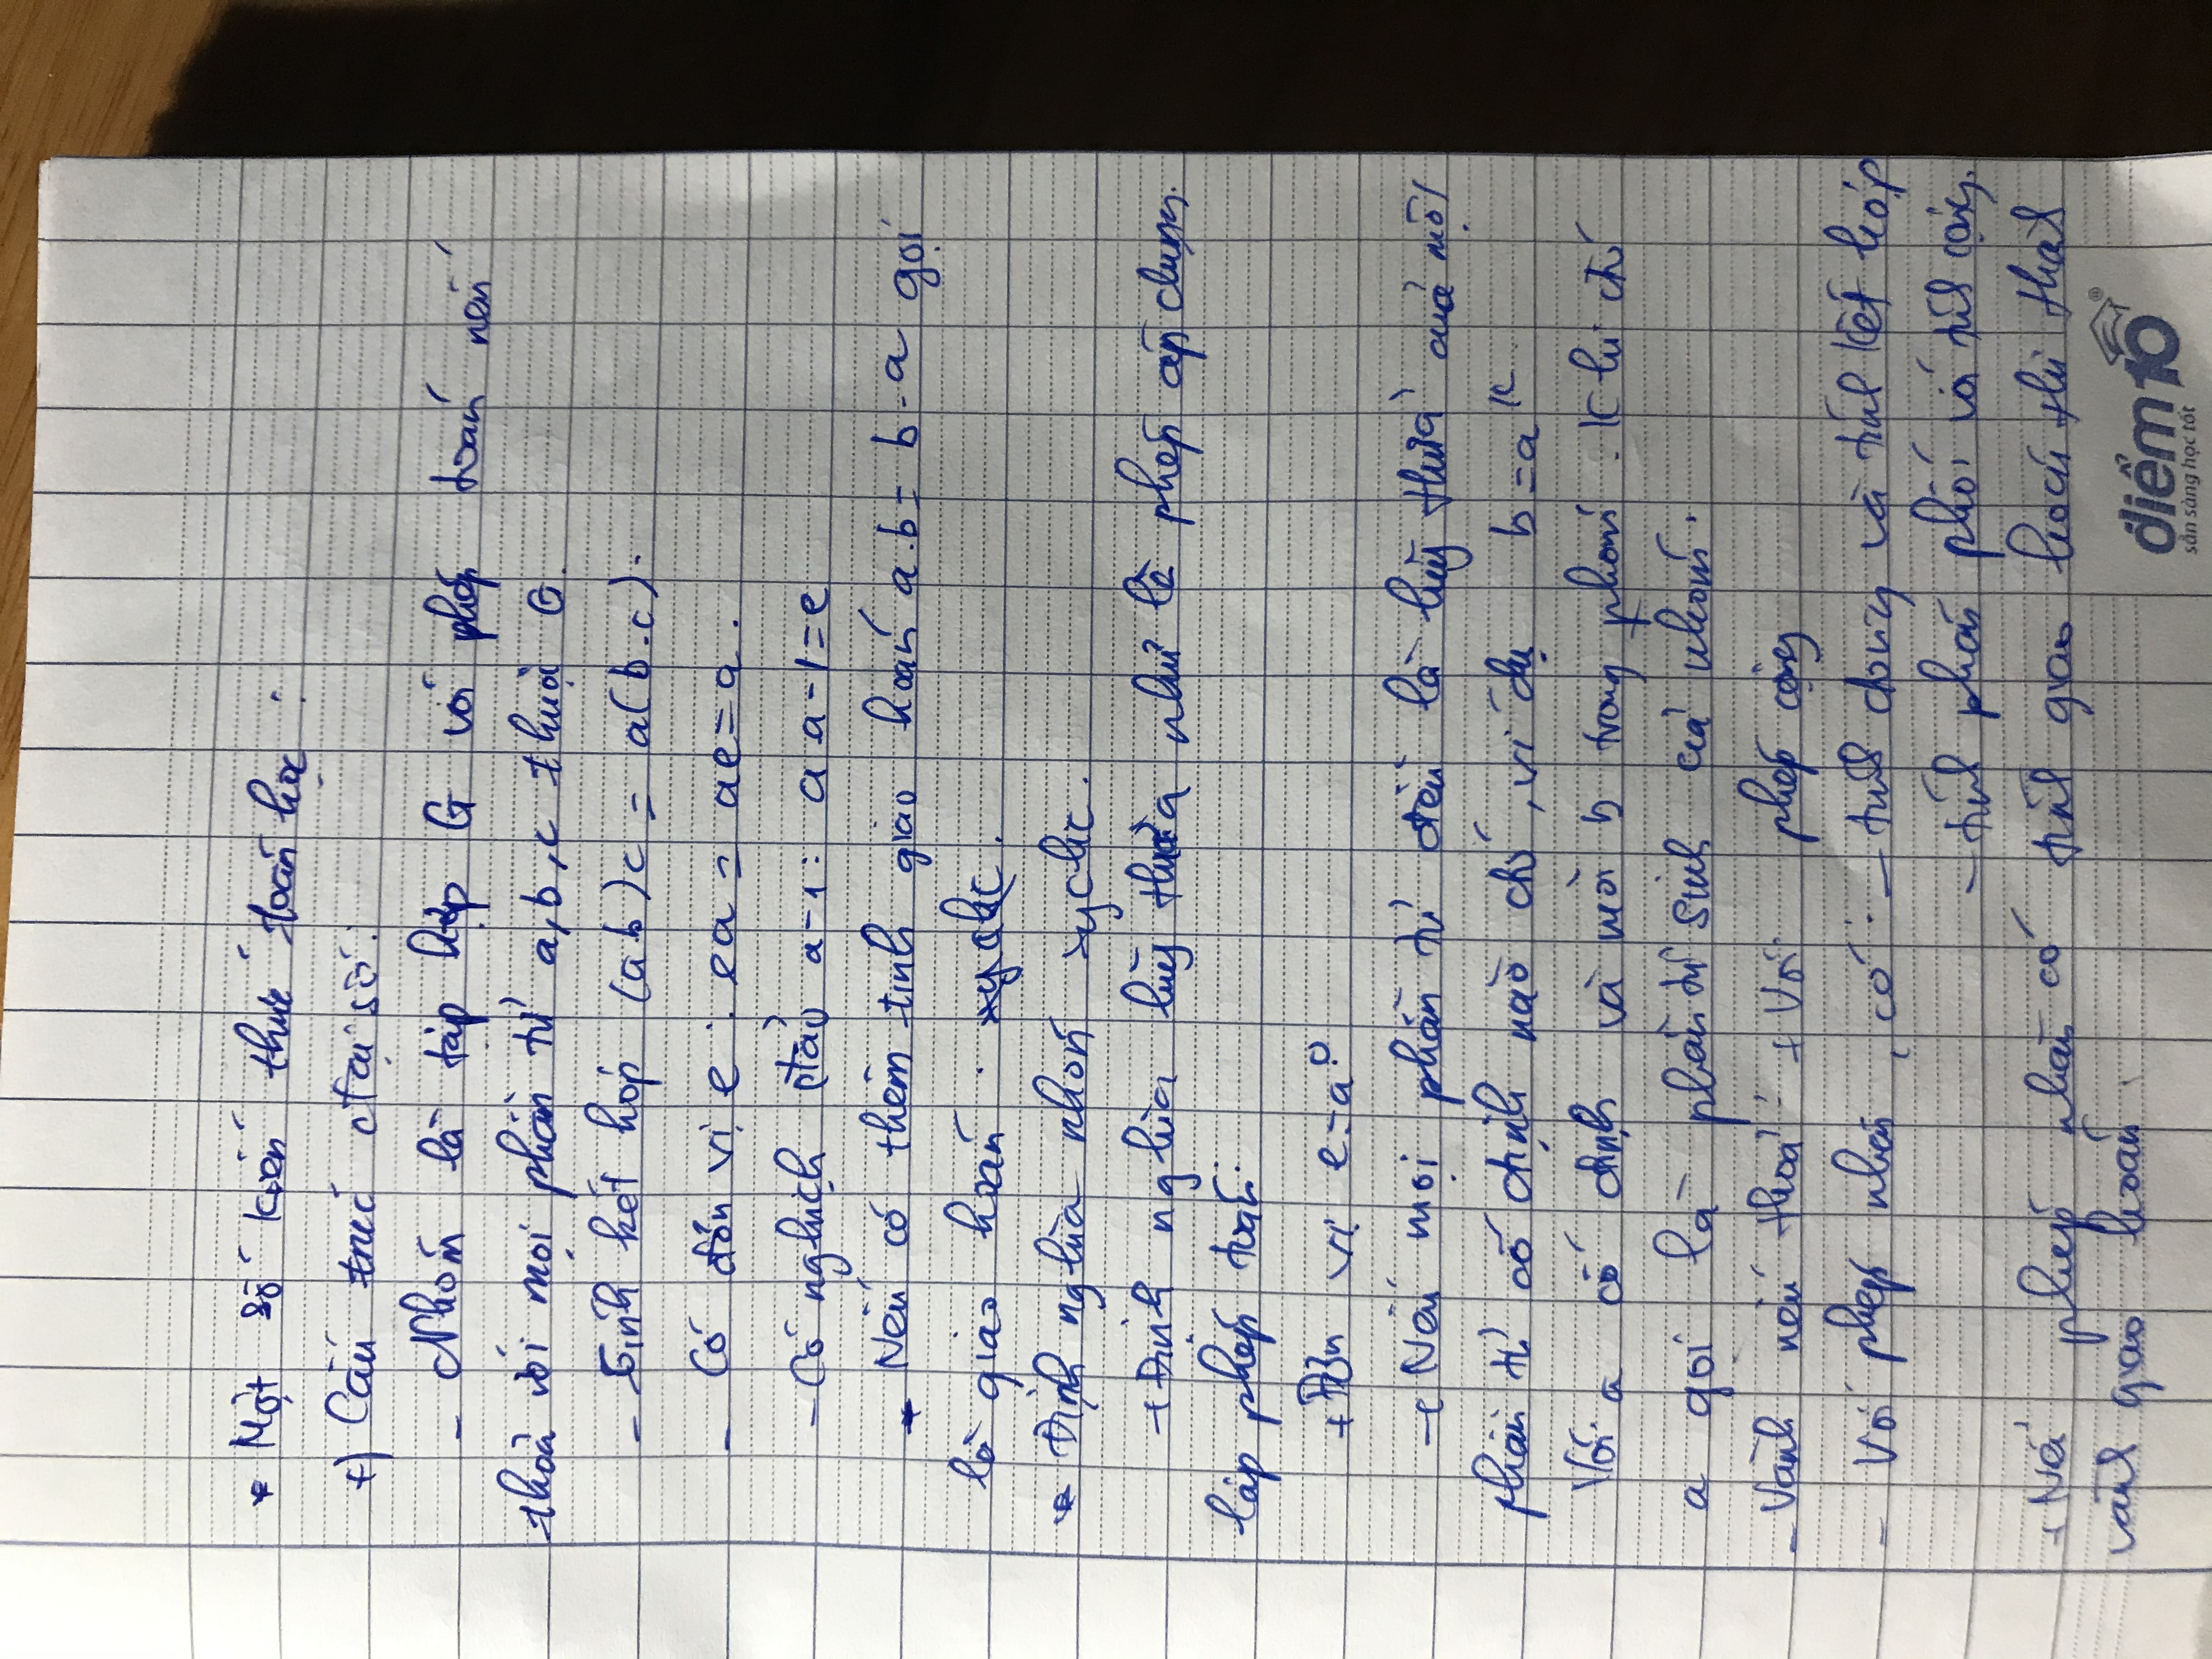 * Một số kiến thức toán học :
+) Cấu trúc đại số :
- Nhóm là tập hợp G với phép toán nếu
thoả với mọi phần tử a, b, c thuộc G.
- Tính kết hợp (a.b)c = a(b.c).
- Có đơn vị e : ea = ae = a.
- Có nghịch đảo a-1 : a a-1 = e
* Nếu có thêm tính giao hoán a.b = b.a gọi
là giao hoán . xyclic.
* Định nghĩa nhóm xyclic.
+ Định nghĩa luỹ thừa như là phép áp dụng
lặp phép toán.
+ Đơn vị e = a⁰
+ Nếu mọi phần tử đều là luỹ thừa của một
phần tử cố định nào đó, ví dụ b = aᵏ
Với a cố định và mỗi b trong nhóm . Khi đó
a gọi là phần tử sinh của nhóm.
- Vành nếu thoả : + Với phép cộng
- Với phép nhân , có : - tính đóng và tính kết hợp
- tính phân phối và tính cộng.
+ Nếu phép nhân có tính giao hoán thì thành
vành giao hoán.
điểm 10 ®
sẵn sàng học tốt